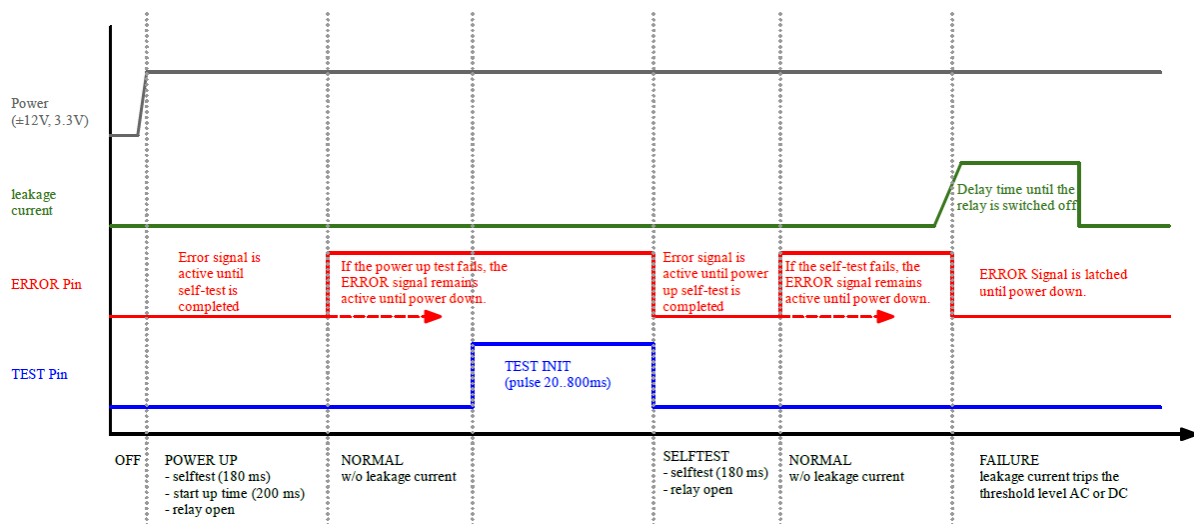 Power
(±12V, 3.3V)
leakage
current
Delay time until the
relay is switched off
ERROR Pin
Error signal is
active until
self-test is
completed
If the power up test fails, the
ERROR signal remains
active until power down.
Error signal is
active until power
up self-test is
completed
If the self-test fails, the
ERROR signal remains
active until power down.
ERROR Signal is latched
until power down.
TEST Pin
TEST INIT
(pulse 20..800ms)
OFF
POWER UP
- selftest (180 ms)
- start up time (200 ms)
- relay open
NORMAL
w/o leakage current
SELFTEST
- selftest (180 ms)
- relay open
NORMAL
w/o leakage current
FAILURE
leakage current trips the
threshold level AC or DC